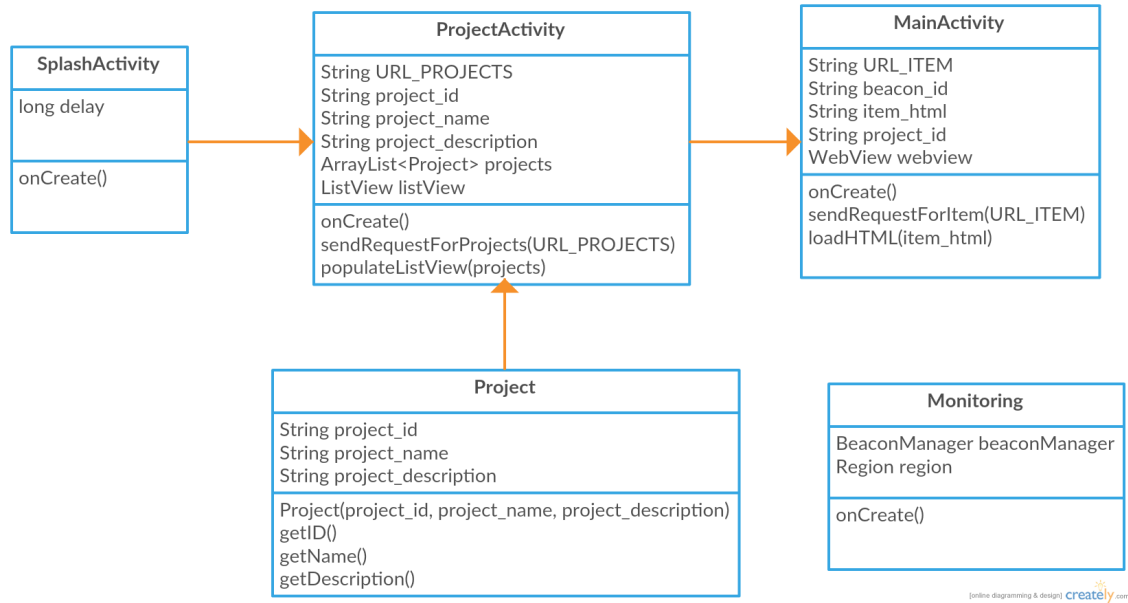 SplashActivity
long delay
onCreate()
ProjectActivity
String URL_PROJECTS
String project_id
String project_name
String project_description
ArrayList<Project> projects
ListView listView
onCreate()
sendRequestForProjects(URL_PROJECTS)
populateListView(projects)
MainActivity
String URL_ITEM
String beacon_id
String item_html
String project_id
WebView webview
onCreate()
sendRequestForItem(URL_ITEM)
loadHTML(item_html)
Project
String project_id
String project_name
String project_description
Project(project_id, project_name, project_description)
getID()
getName()
getDescription()
Monitoring
BeaconManager beaconManager
Region region
onCreate()
[online diagramming & design] creately.com